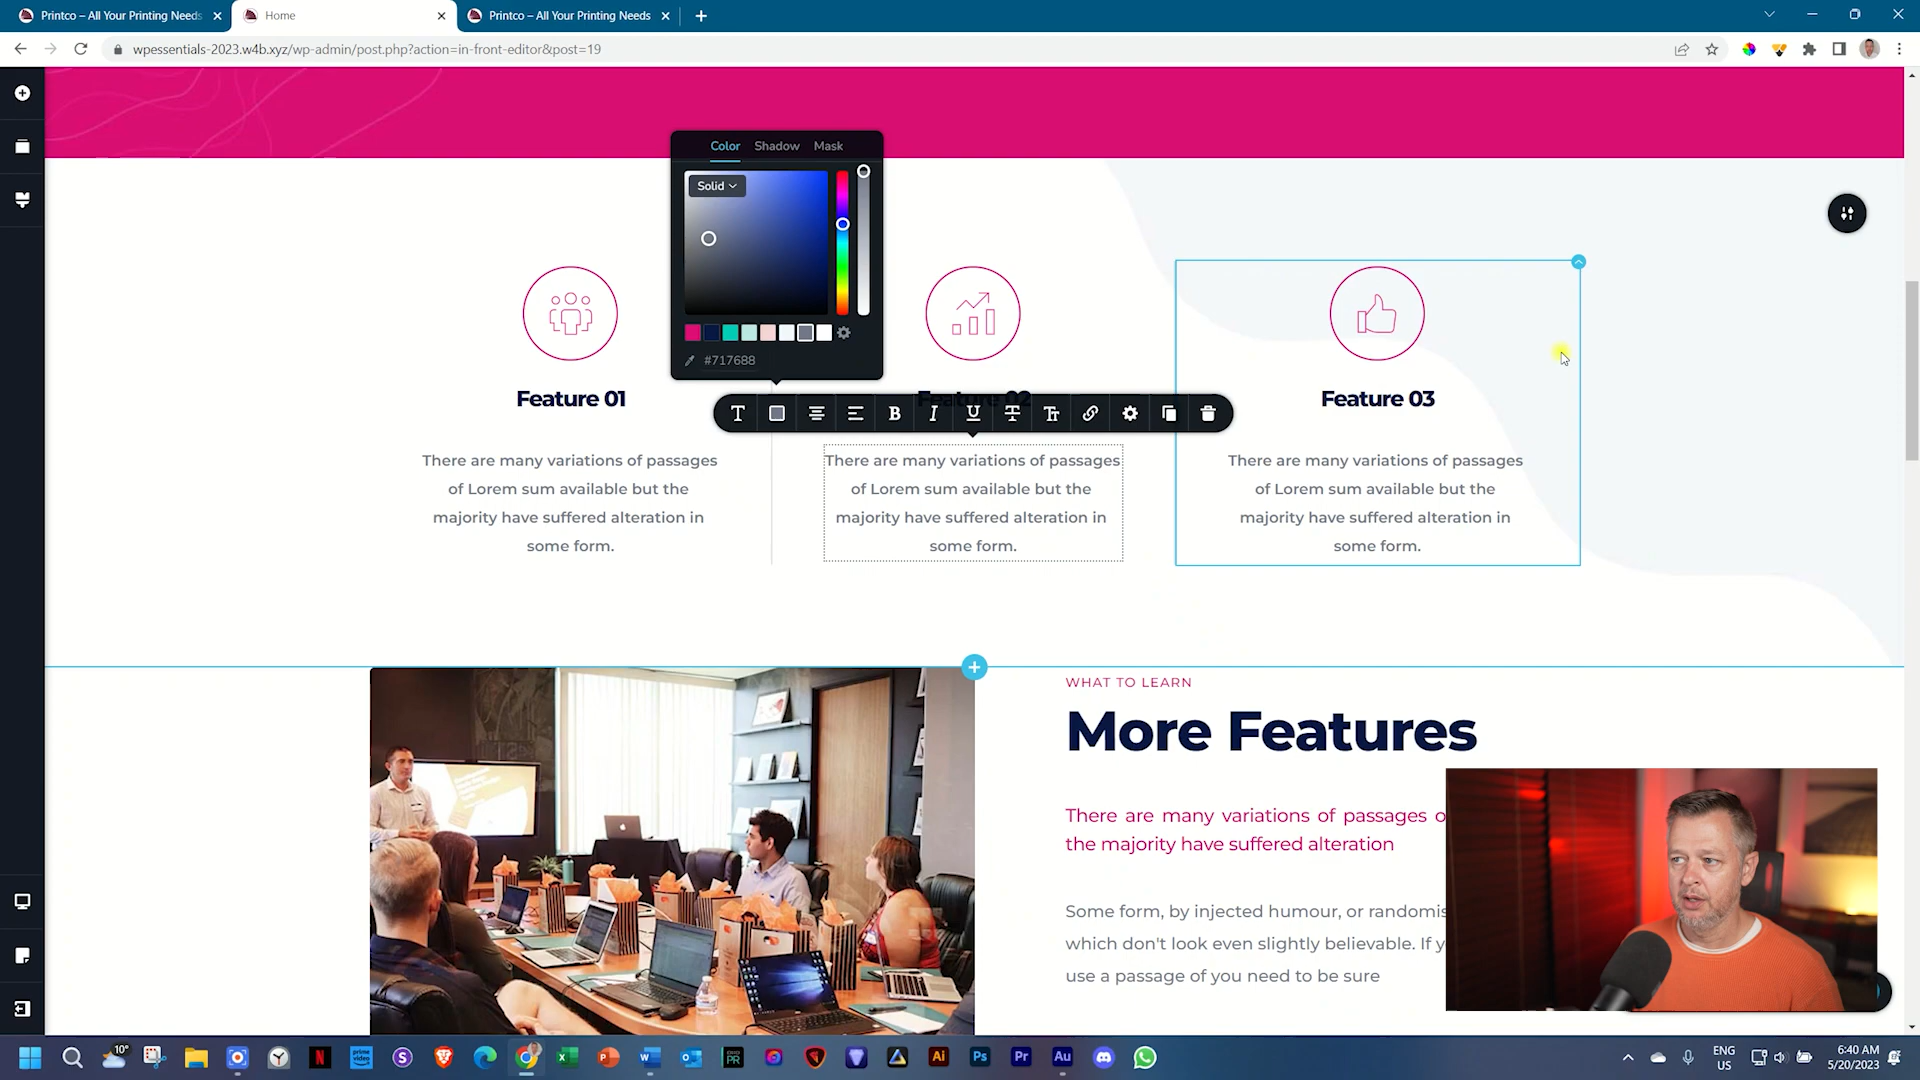 Printco – All Your Printing Needs
Home
Printco – All Your Printing Needs
wpessentials-2023.w4b.xyz/wp-admin/post.php?action=in-front-editor&post=19
Color Shadow Mask
Solid
#717688
Feature 01
Feature 02
Feature 03
There are many variations of passages
of Lorem sum available but the
majority have suffered alteration in
some form.
There are many variations of passages
of Lorem sum available but the
majority have suffered alteration in
some form.
There are many variations of passages
of Lorem sum available but the
majority have suffered alteration in
some form.
WHAT TO LEARN
More Features
There are many variations of passages o
the majority have suffered alteration
Some form, by injected humour, or randomis
which don't look even slightly believable. If y
use a passage of you need to be sure
10°
ENG
US
6:40 AM
5/20/2023